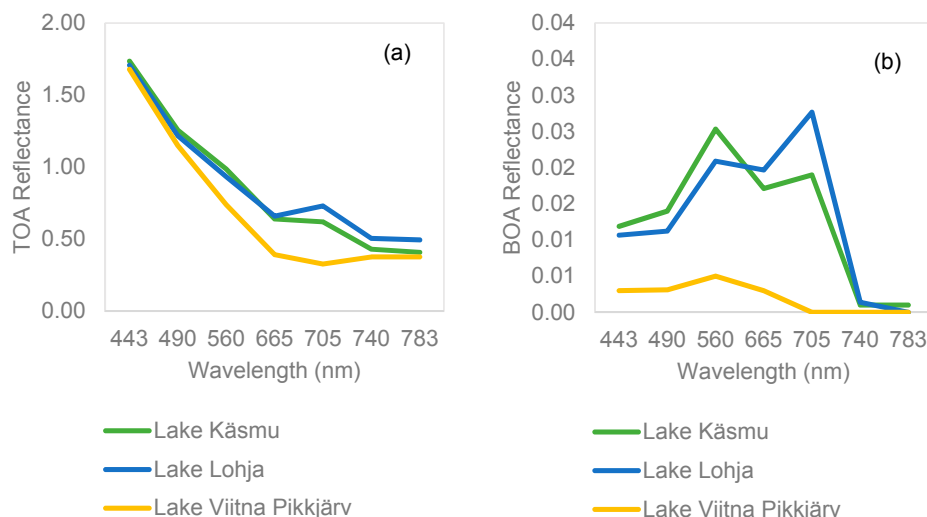 2.00
(a)
1.50
1.00
0.50
0.00
TOA Reflectance
443 490 560 665 705 740 783
Wavelength (nm)
Lake Käsmu
Lake Lohja
Lake Viitna Pikkjärv
0.04
(b)
0.03
0.03
0.02
0.02
0.01
0.01
0.00
BOA Reflectance
443 490 560 665 705 740 783
Wavelength (nm)
Lake Käsmu
Lake Lohja
Lake Viitna Pikkjärv